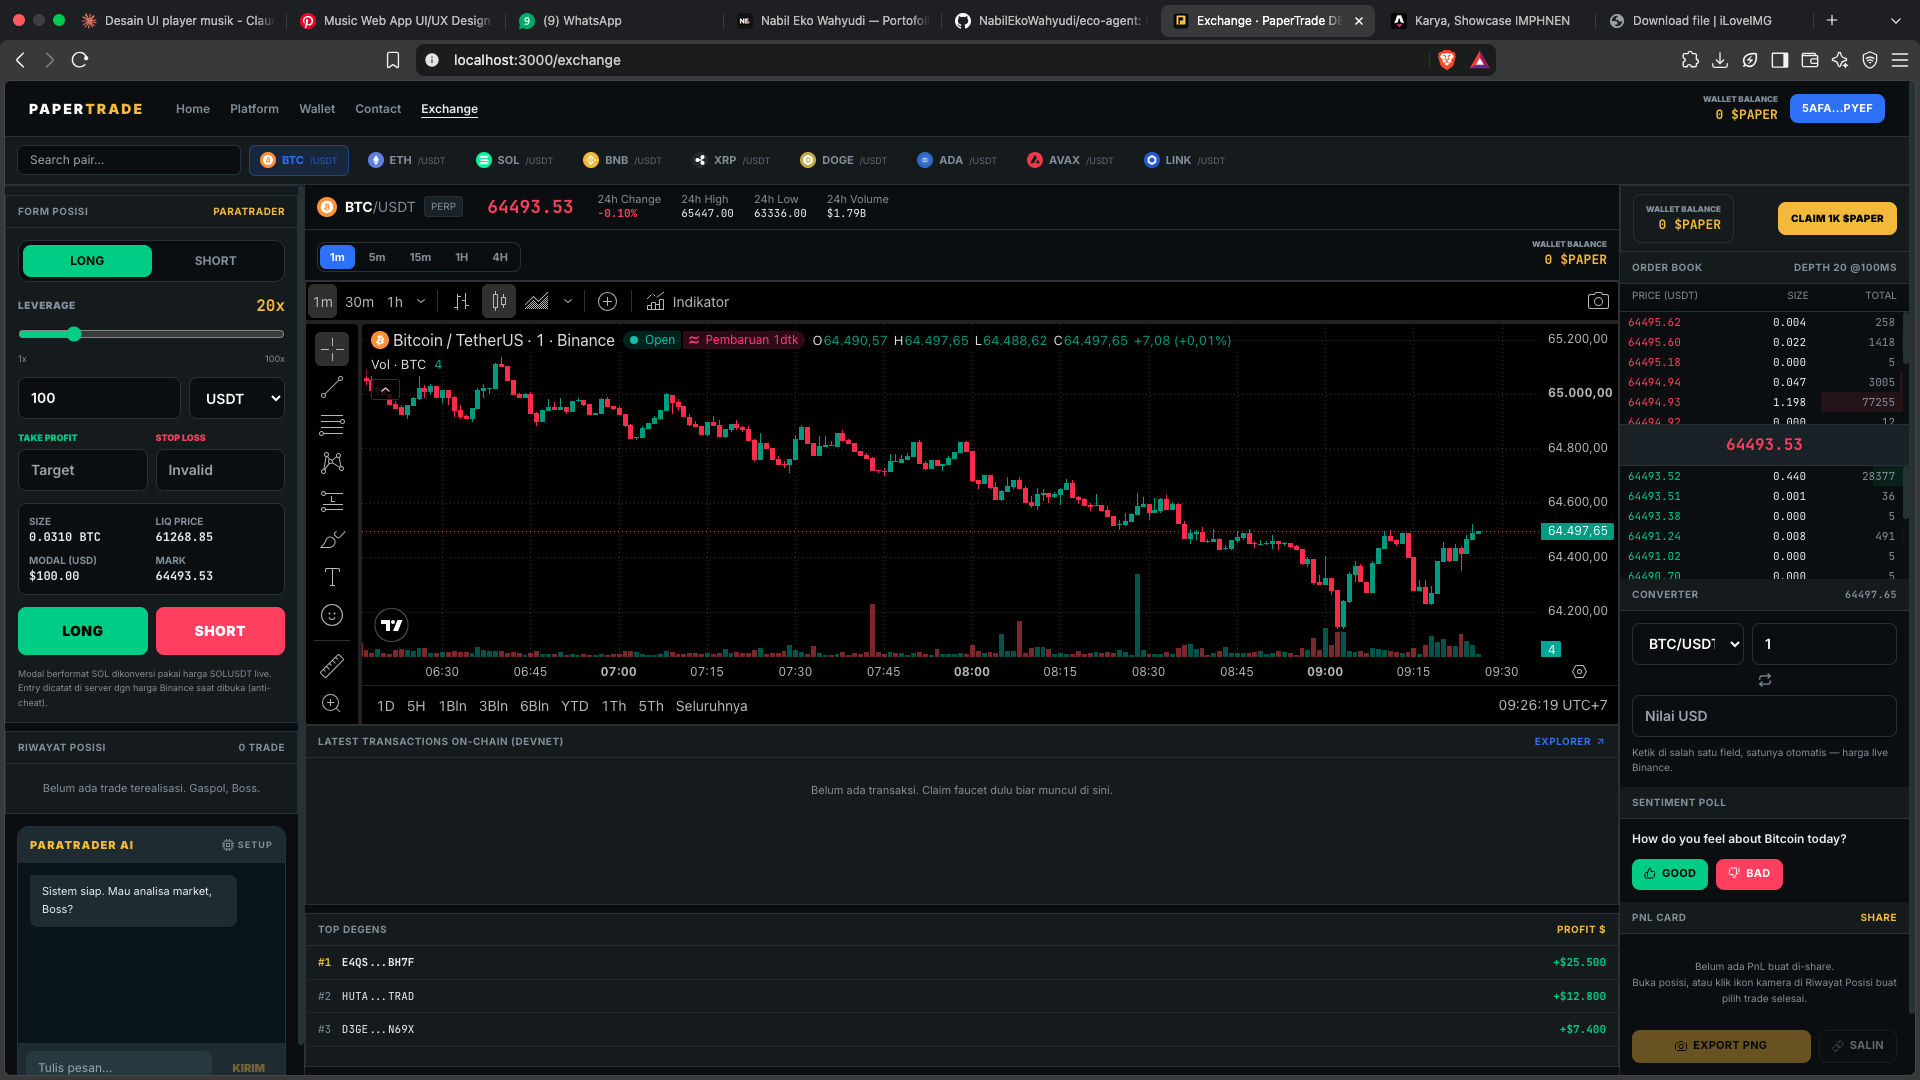 Desain UI player musik - Clau
Music Web App UI/UX Design
(9) WhatsApp
Nabil Eko Wahyudi — Portofoli
NabilEkoWahyudi/eco-agent:
Exchange · PaperTrade DE
Karya, Showcase IMPHNEN
Download file | iLoveIMG
localhost:3000/exchange
PAPERTRADE
Home
Platform
Wallet
Contact
Exchange
WALLET BALANCE
0 $PAPER
5AFA...PYEF
Search pair...
BTC /USDT
ETH /USDT
SOL /USDT
BNB /USDT
XRP /USDT
DOGE /USDT
ADA /USDT
AVAX /USDT
LINK /USDT
FORM POSISI
PARATRADER
LONG
SHORT
LEVERAGE
20x
1x
100x
100
USDT
TAKE PROFIT
STOP LOSS
Target
Invalid
SIZE
0.0310 BTC
LIQ PRICE
61268.85
MODAL (USD)
$100.00
MARK
64493.53
LONG
SHORT
Modal berformat SOL dikonversi pakai harga SOLUSDT live.
Entry dicatat di server dgn harga Binance saat dibuka (anti-
cheat).
RIWAYAT POSISI
0 TRADE
Belum ada trade terealisasi. Gaspol, Boss.
PARATRADER AI
SETUP
Sistem siap. Mau analisa market,
Boss?
Tulis pesan...
KIRIM
BTC/USDT
PERP
64493.53
24h Change
-0.10%
24h High
65447.00
24h Low
63336.00
24h Volume
$1.79B
1m
5m
15m
1H
4H
WALLET BALANCE
0 $PAPER
1m
30m
1h
Indikator
Bitcoin / TetherUS · 1 · Binance
Open
Pembaruan 1dtk
O64.490,57 H64.497,65 L64.488,62 C64.497,65 +7,08 (+0,01%)
Vol · BTC 4
65.200,00
65.000,00
64.800,00
64.600,00
64.497,65
64.400,00
64.200,00
4
06:30
06:45
07:00
07:15
07:30
07:45
08:00
08:15
08:30
08:45
09:00
09:15
09:30
1D
5H
1Bln
3Bln
6Bln
YTD
1Th
5Th
Seluruhnya
09:26:19 UTC+7
LATEST TRANSACTIONS ON-CHAIN (DEVNET)
EXPLORER
Belum ada transaksi. Claim faucet dulu biar muncul di sini.
TOP DEGENS
PROFIT $
#1 E4QS...BH7F +$25.500
#2 HUTA...TRAD +$12.800
#3 D3GE...N69X +$7.400
WALLET BALANCE
0 $PAPER
CLAIM 1K $PAPER
ORDER BOOK
DEPTH 20 @100MS
PRICE (USDT) SIZE TOTAL
64495.62 0.004 258
64495.60 0.022 1418
64495.18 0.000 5
64494.94 0.047 3005
64494.93 1.198 77255
64494.92 0.000 12
64493.53
64493.52 0.440 28377
64493.51 0.001 36
64493.38 0.000 5
64491.24 0.008 491
64491.02 0.000 5
64490.70 0.000 5
CONVERTER
64497.65
BTC/USDT
1
Nilai USD
Ketik di salah satu field, satunya otomatis — harga live
Binance.
SENTIMENT POLL
How do you feel about Bitcoin today?
GOOD
BAD
PNL CARD
SHARE
Belum ada PnL buat di-share.
Buka posisi, atau klik ikon kamera di Riwayat Posisi buat
pilih trade selesai.
EXPORT PNG
SALIN